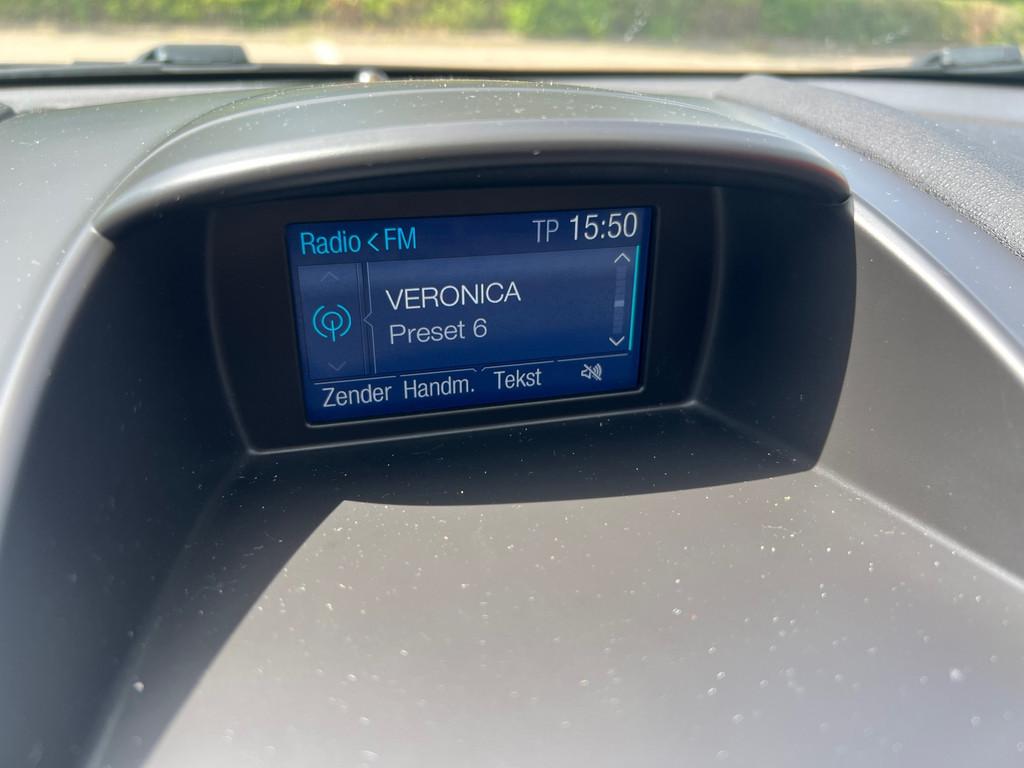 Radio < FM TP 15:50
VERONICA
Preset 6
Zender Handm. Tekst